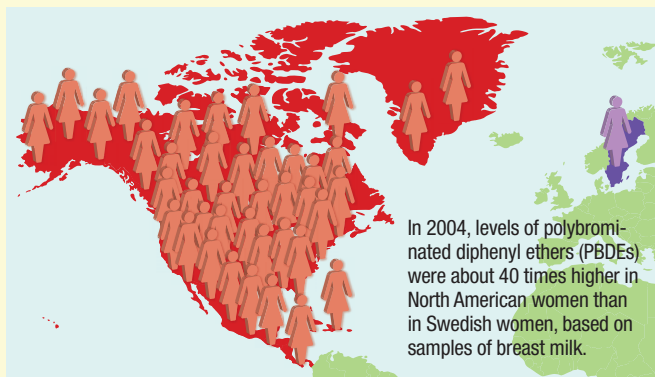 In 2004, levels of polybromi-
nated diphenyl ethers (PBDEs)
were about 40 times higher in
North American women than
in Swedish women, based on
samples of breast milk.